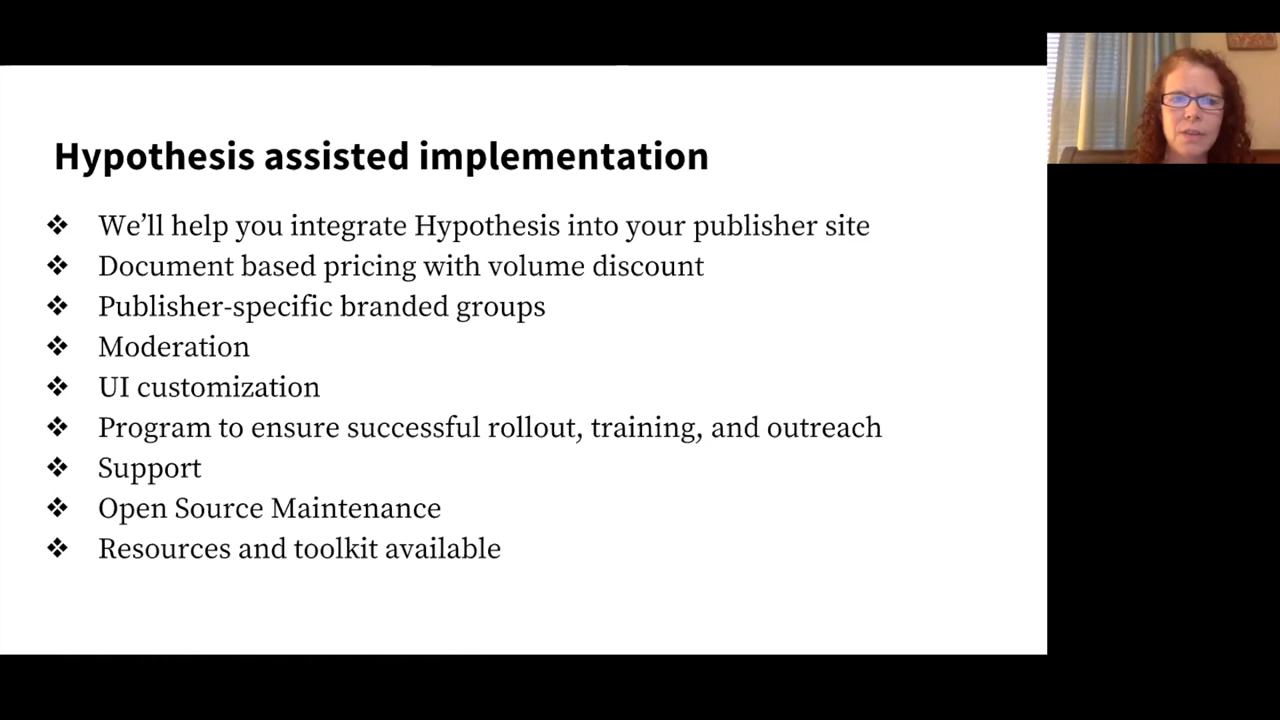 Hypothesis assisted implementation
❖ We’ll help you integrate Hypothesis into your publisher site
❖ Document based pricing with volume discount
❖ Publisher-specific branded groups
❖ Moderation
❖ UI customization
❖ Program to ensure successful rollout, training, and outreach
❖ Support
❖ Open Source Maintenance
❖ Resources and toolkit available